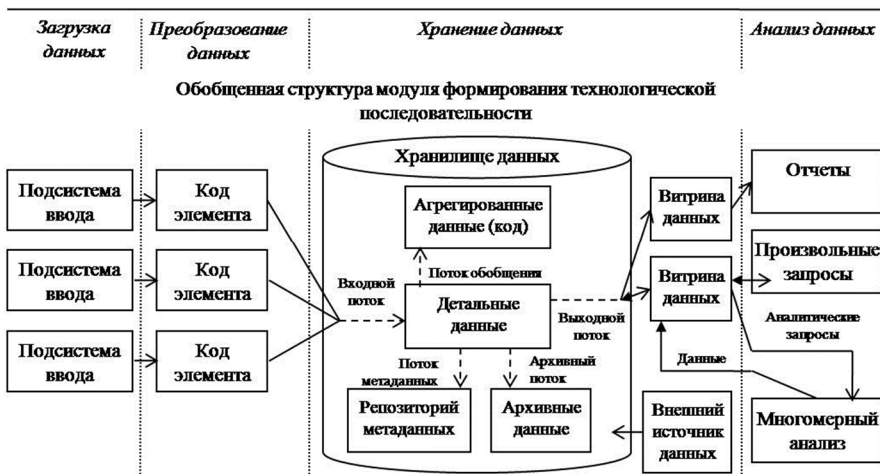 Загрузка
данных
Преобразование
данных
Хранение данных
Анализ данных
Обобщенная структура модуля формирования технологической
последовательности
Хранилище данных
Подсистема
ввода
Код
элемента
Агрегированные
данные (код)
Витрина
данных
Отчеты
Поток обобщения
Подсистема
ввода
Код
элемента
Входной
поток
Детальные
данные
Выходной
поток
Витрина
данных
Произвольные
запросы
Аналитические
запросы
Подсистема
ввода
Код
элемента
Поток
метаданных
Архивный
поток
Данные
Репозиторий
метаданных
Архивные
данные
Внешний
источник
данных
Многомерный
анализ